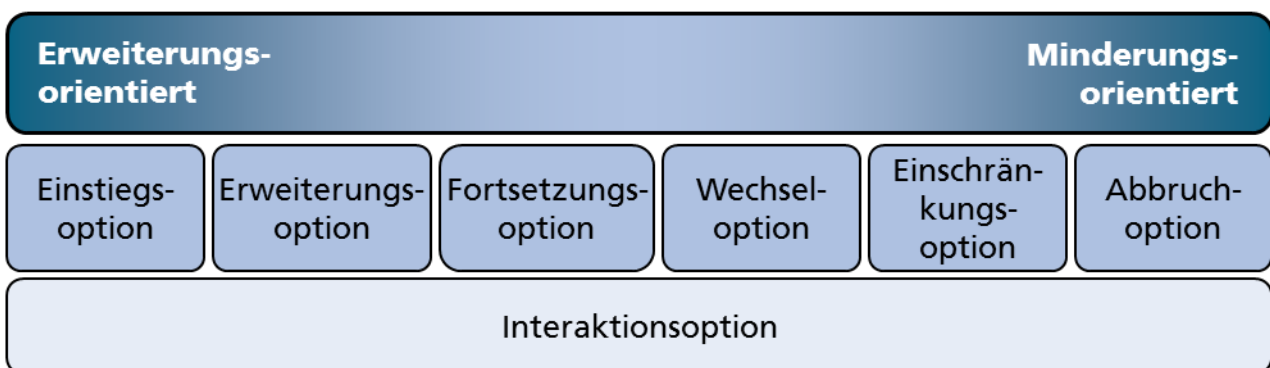 Erweiterungs-
orientiert
Minderungs-
orientiert
Einstiegs-
option
Erweiterungs-
option
Fortsetzungs-
option
Wechsel-
option
Einschrän-
kungs-
option
Abbruch-
option
Interaktionsoption